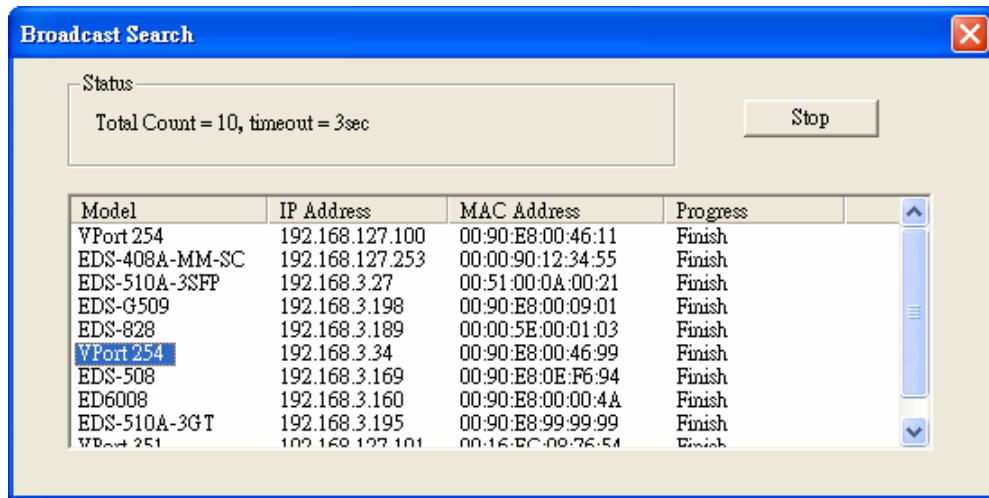 Broadcast Search
Status
Total Count = 10, timeout = 3sec
Stop
Model IP Address MAC Address Progress
VPort 254 192.168.127.100 00:90:E8:00:46:11 Finish
EDS-408A-MM-SC 192.168.127.253 00:00:90:12:34:55 Finish
EDS-510A-3SFP 192.168.3.27 00:51:00:0A:00:21 Finish
EDS-G509 192.168.3.198 00:90:E8:00:09:01 Finish
EDS-828 192.168.3.189 00:00:5E:00:01:03 Finish
VPort 254 192.168.3.34 00:90:E8:00:46:99 Finish
EDS-508 192.168.3.169 00:90:E8:0E:F6:94 Finish
ED6008 192.168.3.160 00:90:E8:00:00:4A Finish
EDS-510A-3GT 192.168.3.195 00:90:E8:99:99:99 Finish
VPort 351 192.168.127.101 Finish